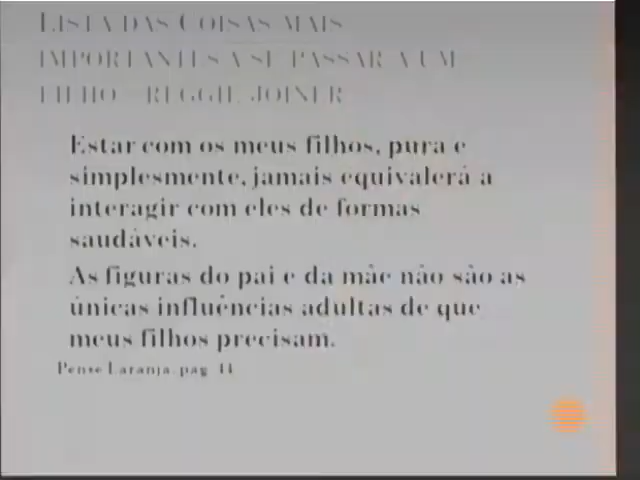 LISTA DAS COISAS MAIS
IMPORTANTES A SE PASSAR A UM
FILHO – REGGIE JOINER
Estar com os meus filhos, pura e
simplesmente, jamais equivalerá a
interagir com eles de formas
saudáveis.
As figuras do pai e da mãe não são as
únicas influências adultas de que
meus filhos precisam.
Pense Laranja, pag